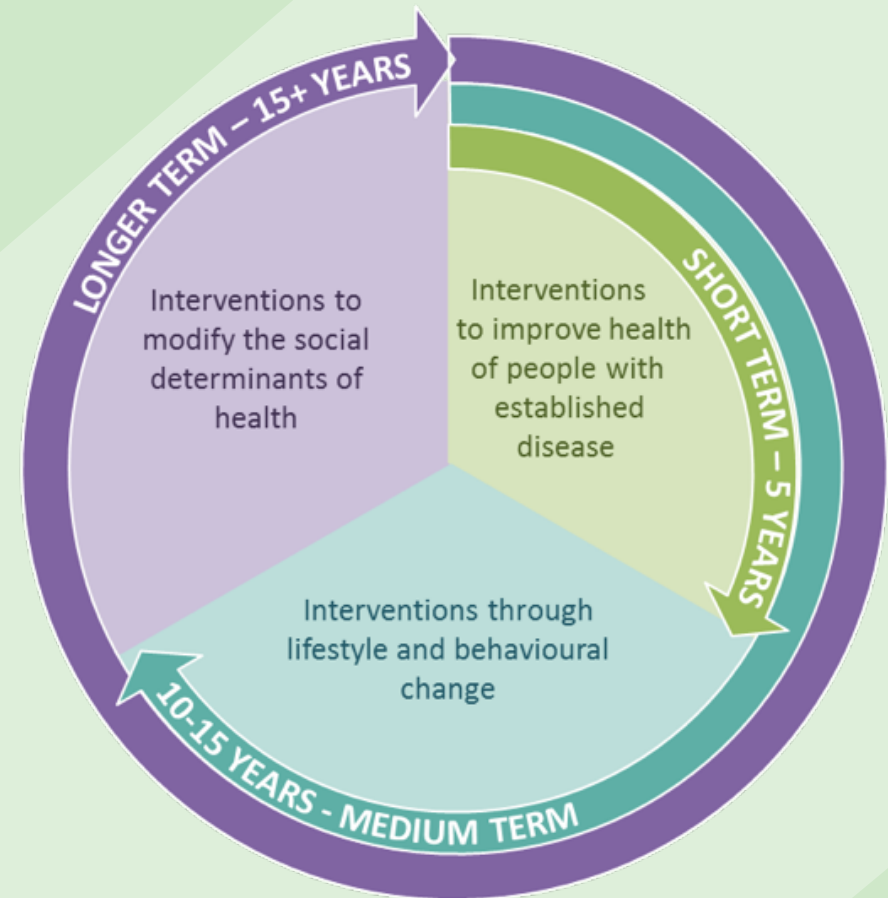 LONGER TERM – 15+ YEARS
SHORT TERM – 5 YEARS
10-15 YEARS - MEDIUM TERM
Interventions to
modify the social
determinants of
health
Interventions
to improve health
of people with
established
disease
Interventions through
lifestyle and behavioural
change